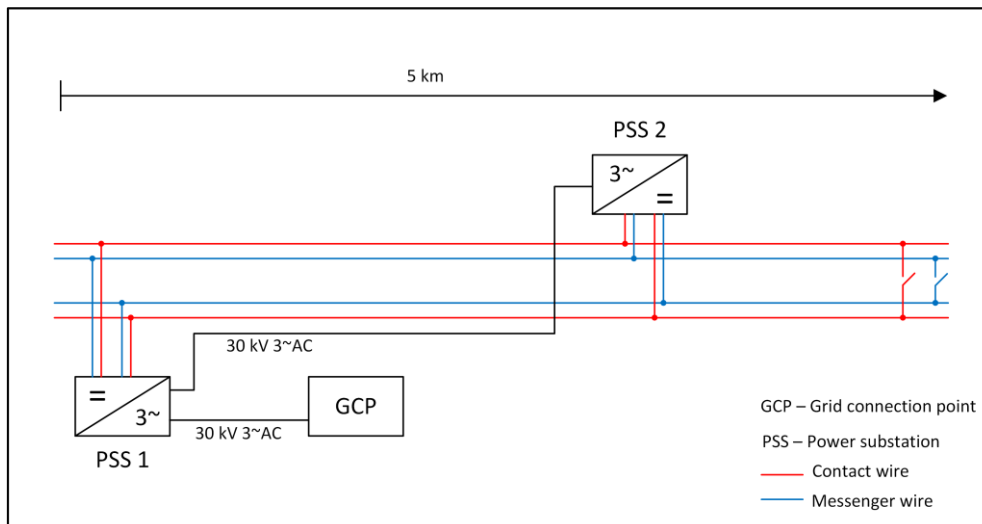 5 km
PSS 2
3~
=
30 kV 3~AC
=
3~
GCP
30 kV 3~AC
PSS 1
GCP – Grid connection point
PSS – Power substation
Contact wire
Messenger wire